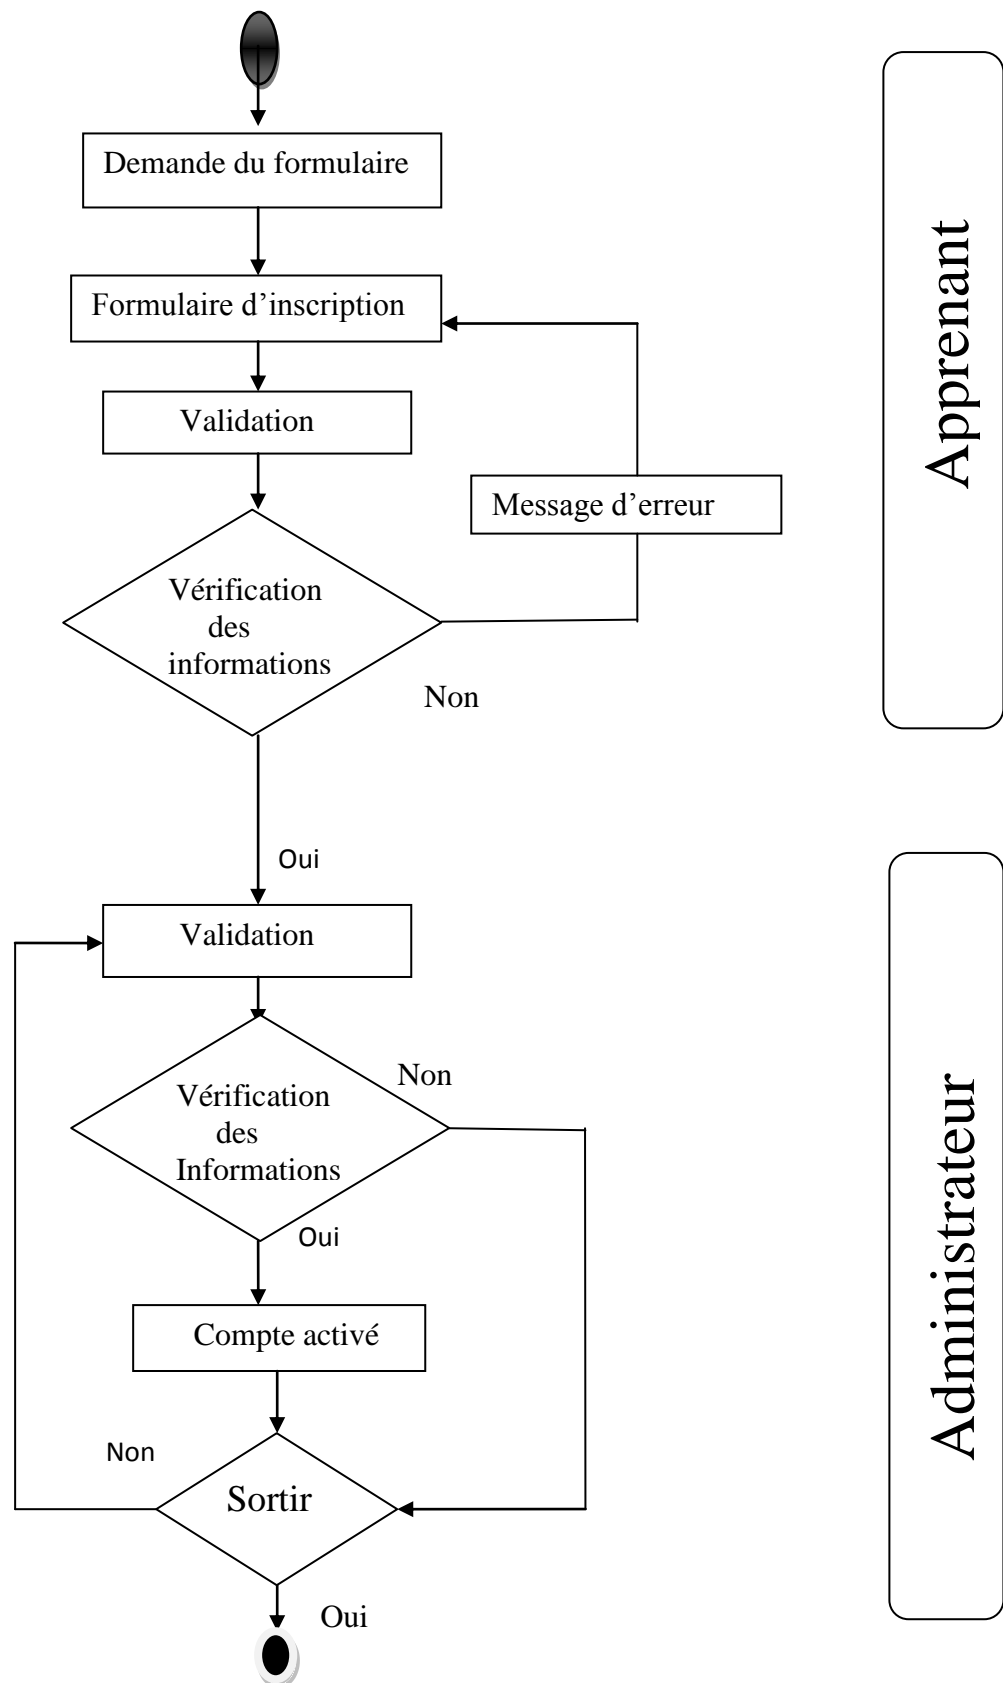 Demande du formulaire
Formulaire d’inscription
Validation
Message d’erreur
Vérification
des
informations
Non
Oui
Validation
Non
Vérification
des
Informations
Oui
Compte activé
Non
Sortir
Oui
Apprenant
Administrateur